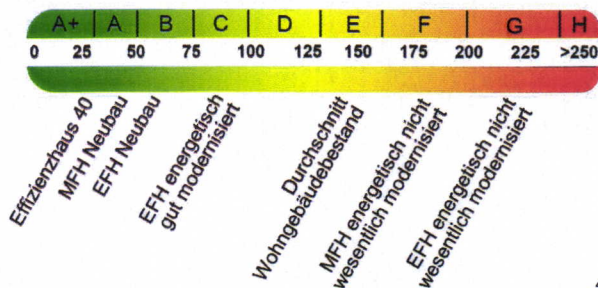 A+ A B C D E F G H
0 25 50 75 100 125 150 175 200 225 >250
Effizienzhaus 40
MFH Neubau
EFH Neubau
EFH energetisch
gut modernisiert
Durchschnitt
Wohngebäudebestand
MFH energetisch nicht
wesentlich modernisiert
EFH energetisch nicht
wesentlich modernisiert